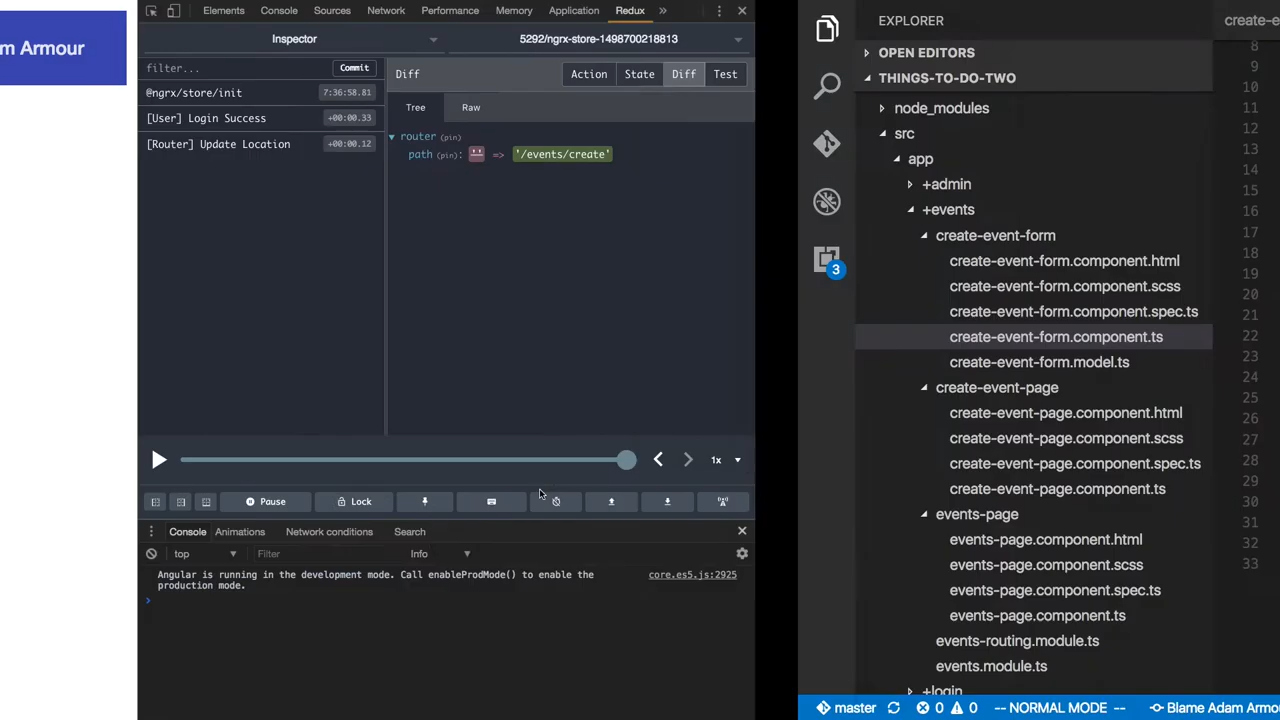 m Armour
Elements Console Sources Network Performance Memory Application Redux »
Inspector
5292/ngrx-store-1498700218813
filter... Commit
@ngrx/store/init 7:36:58.81
[User] Login Success +00:00.33
[Router] Update Location +00:00.12
Diff Action State Diff Test
Tree Raw
router (pin)
path (pin): '' => '/events/create'
1x
Pause Lock
Console Animations Network conditions Search
top Filter Info
Angular is running in the development mode. Call enableProdMode() to enable the
production mode.
core.es5.js:2925
3
EXPLORER
OPEN EDITORS
THINGS-TO-DO-TWO
node_modules
src
app
+admin
+events
create-event-form
create-event-form.component.html
create-event-form.component.scss
create-event-form.component.spec.ts
create-event-form.component.ts
create-event-form.model.ts
create-event-page
create-event-page.component.html
create-event-page.component.scss
create-event-page.component.spec.ts
create-event-page.component.ts
events-page
events-page.component.html
events-page.component.scss
events-page.component.spec.ts
events-page.component.ts
events-routing.module.ts
events.module.ts
+login
create-e
8
9
10
11
12
13
14
15
16
17
18
19
20
21
22
23
24
25
26
27
28
29
30
31
32
33
master 0 0 -- NORMAL MODE -- Blame Adam Armo